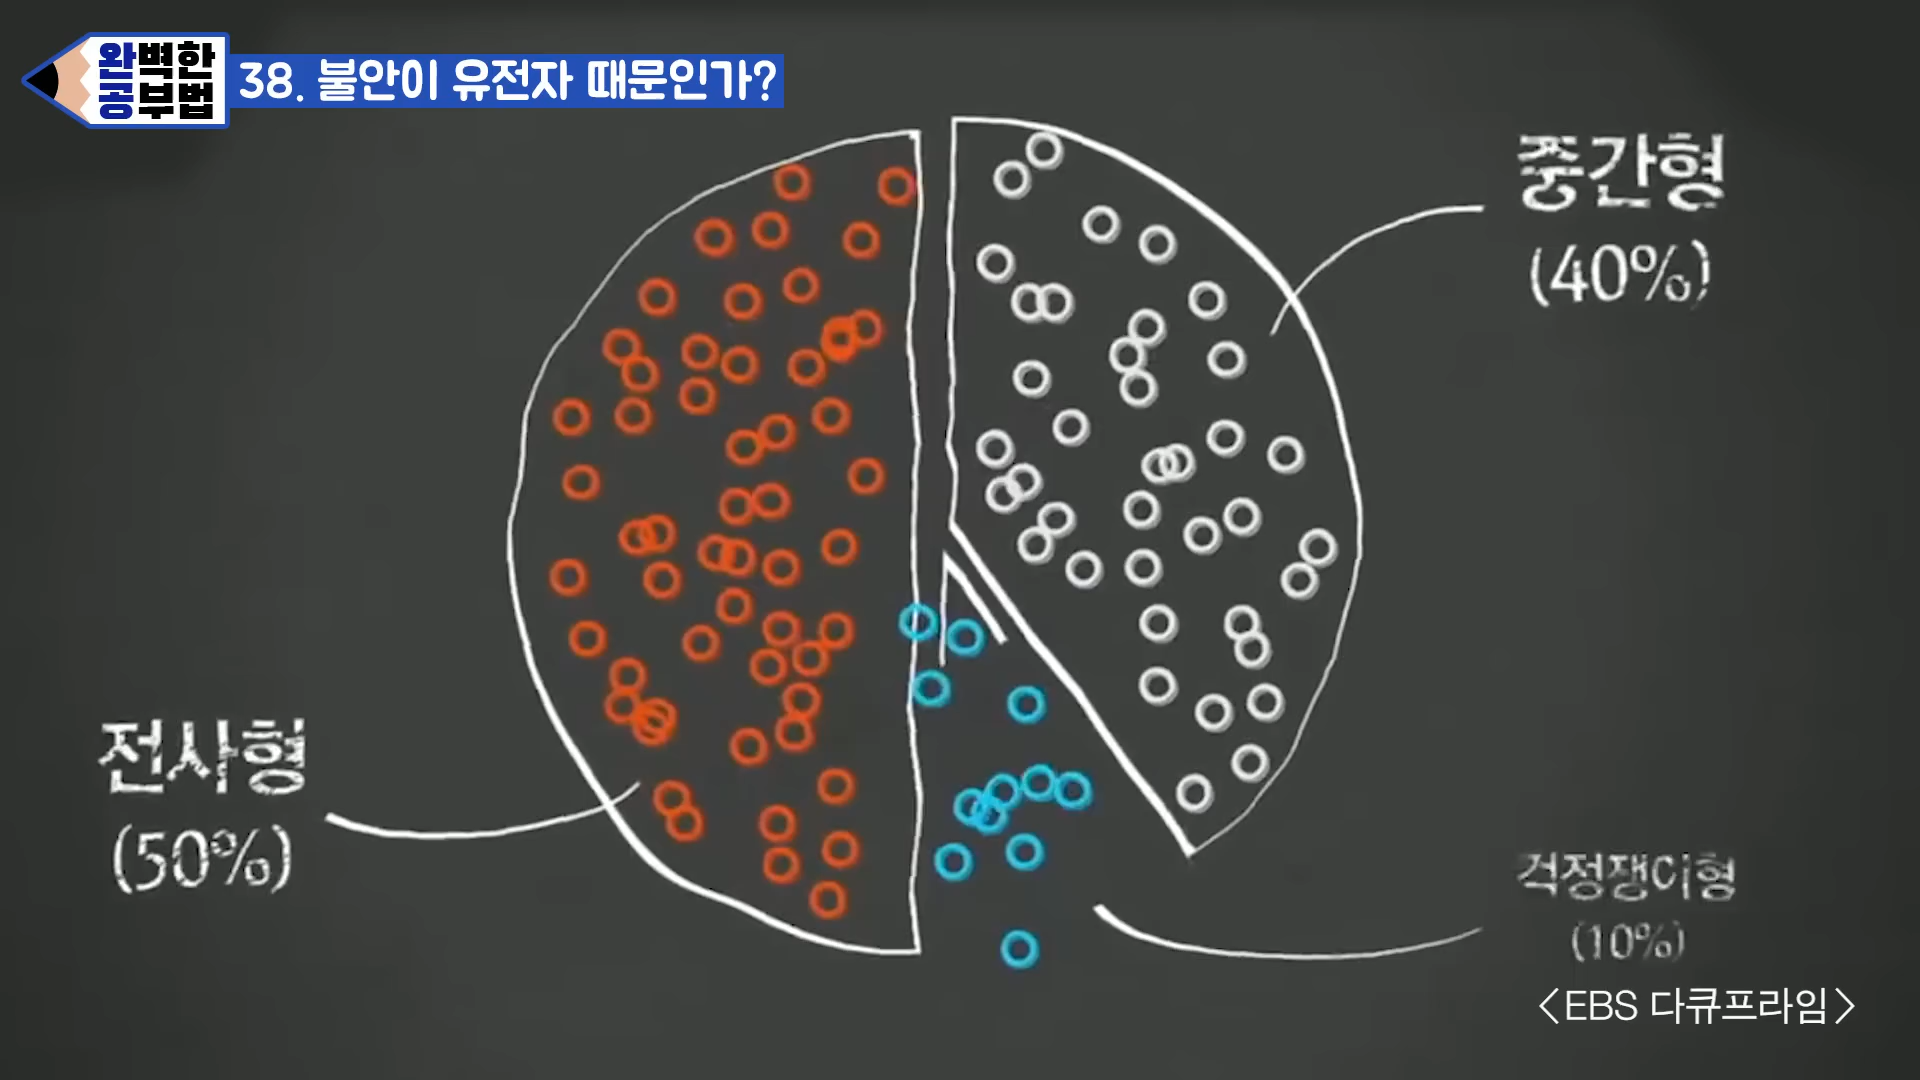 완벽한
공부법
38. 불안이 유전자 때문인가?
중간형
(40%)
전사형
(50%)
걱정쟁이형
(10%)
<EBS 다큐프라임>